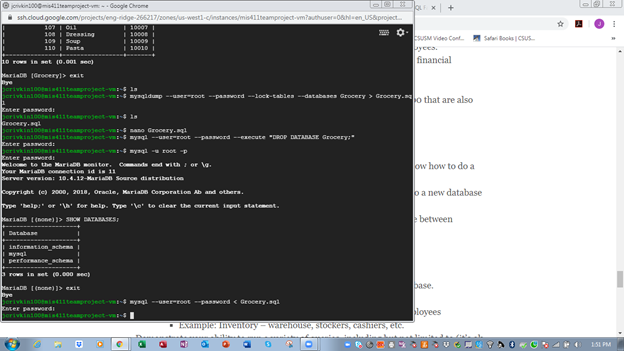 jcrivkin100@mis411teamproject-vm: ~ - Google Chrome
ssh.cloud.google.com/projects/eng-ridge-266217/zones/us-west1-c/instances/mis411teamproject-vm?authuser=0&hl=en_US&project...
| 107 | Oil | 10007 |
| 108 | Dressing | 10008 |
| 109 | Soup | 10009 |
| 110 | Pasta | 10010 |
10 rows in set (0.001 sec)
MariaDB [Grocery]> exit
Bye
jcrivkin100@mis411teamproject-vm:~$ ls
jcrivkin100@mis411teamproject-vm:~$ mysqldump --user=root --password --lock-tables --databases Grocery > Grocery.sq
l
Enter password:
jcrivkin100@mis411teamproject-vm:~$ ls
Grocery.sql
jcrivkin100@mis411teamproject-vm:~$ nano Grocery.sql
jcrivkin100@mis411teamproject-vm:~$ mysql --user=root --password --execute "DROP DATABASE Grocery;"
Enter password:
jcrivkin100@mis411teamproject-vm:~$ mysql -u root -p
Enter password:
Welcome to the MariaDB monitor. Commands end with ; or \g.
Your MariaDB connection id is 11
Server version: 10.4.12-MariaDB Source distribution
Copyright (c) 2000, 2018, Oracle, MariaDB Corporation Ab and others.
Type 'help;' or '\h' for help. Type '\c' to clear the current input statement.
MariaDB [(none)]> SHOW DATABASES;
+--------------------+
| Database |
+--------------------+
| information_schema |
| mysql |
| performance_schema |
+--------------------+
3 rows in set (0.000 sec)
MariaDB [(none)]> exit
Bye
jcrivkin100@mis411teamproject-vm:~$ mysql --user=root --password < Grocery.sql
Enter password:
jcrivkin100@mis411teamproject-vm:~$
CSUSM Video Conf...
Safari Books | CSUS...
oyees.
financial
oo that are also
ow how to do a
o a new database
e between
base.
ployees
Example: Inventory – warehouse, stockers, cashiers, etc.
1:51 PM